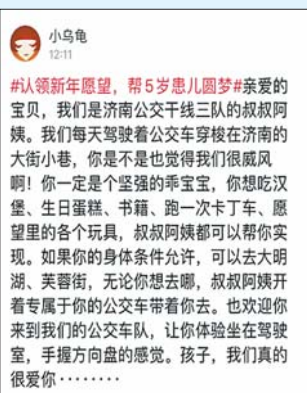 小乌龟
12:11
#认领新年愿望，帮5岁患儿圆梦#亲爱的
宝贝，我们是济南公交干线三队的叔叔阿
姨。我们每天驾驶着公交车穿梭在济南的
大街小巷，你是不是也觉得我们很威风
啊！你一定是个坚强的乖宝宝，你想吃汉
堡、生日蛋糕、书籍、跑一次卡丁车、愿
望里的各个玩具，叔叔阿姨都可以帮你实
现。如果你的身体条件允许，可以去大明
湖、芙蓉街，无论你想去哪，叔叔阿姨开
着专属于你的公交车带着你去。也欢迎你
来到我们的公交车队，让你体验坐在驾驶
室，手握方向盘的感觉。孩子，我们真的
很爱你········